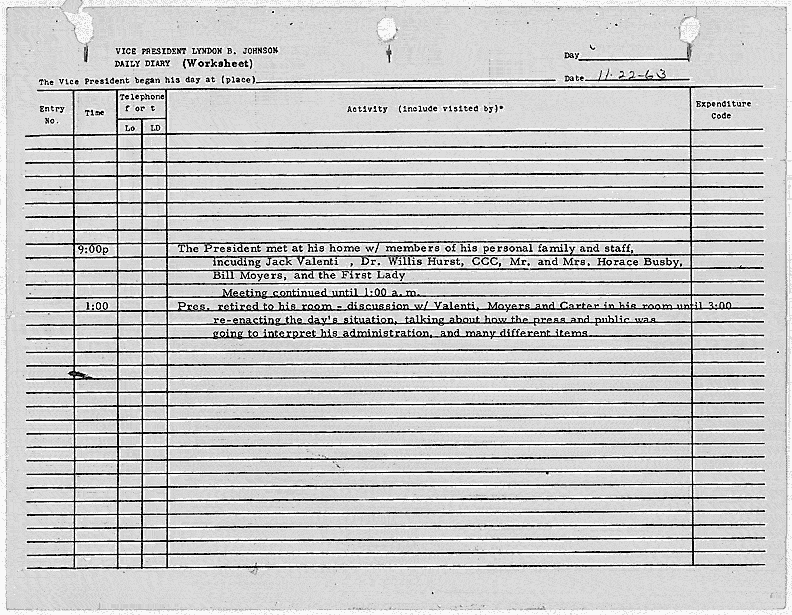 VICE PRESIDENT LYNDON B. JOHNSON
DAILY DIARY (Worksheet)
Day
The Vice President began his day at (place)
Date 11-22-63
Entry No.
Time
Telephone f or t
Lo LD
Activity (include visited by)*
Expenditure Code
9:00p The President met at his home w/ members of his personal family and staff,
incuding Jack Valenti , Dr. Willis Hurst, CCC, Mr. and Mrs. Horace Busby,
Bill Moyers, and the First Lady
Meeting continued until 1:00 a.m.
1:00 Pres. retired to his room - discussion w/ Valenti, Moyers and Carter in his room until 3:00
re-enacting the day's situation, talking about how the press and public was
going to interpret his administration, and many different items.